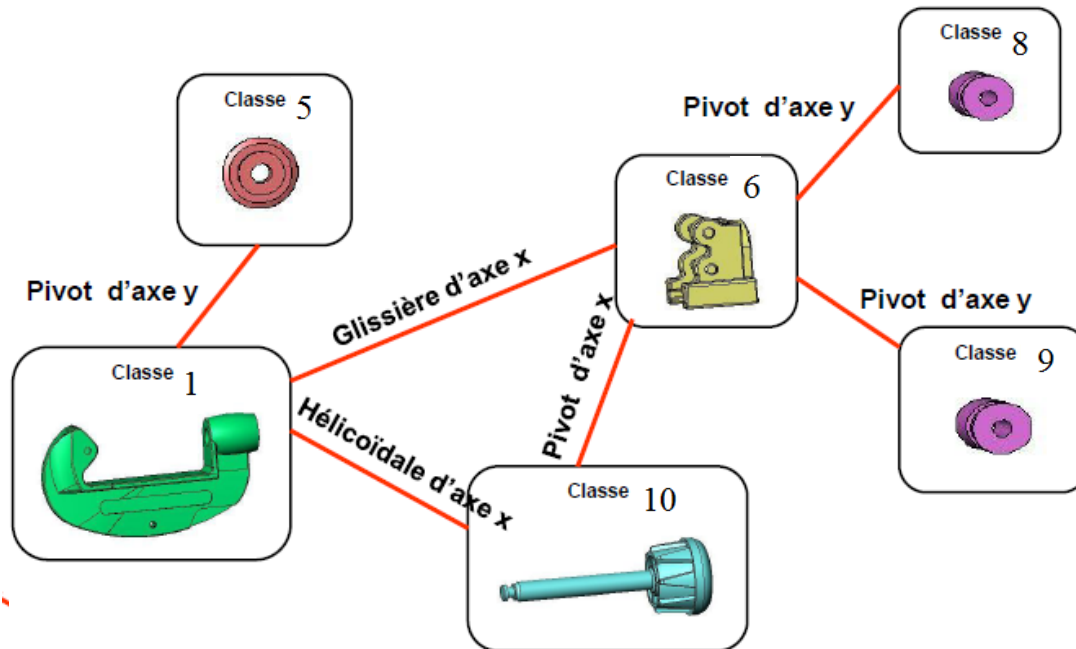 Classe 8
Pivot d'axe y
Classe 5
Classe 6
Pivot d'axe y
Glissière d'axe x
Pivot d'axe x
Pivot d'axe y
Classe 9
Classe 1
Hélicoïdale d'axe x
Classe 10